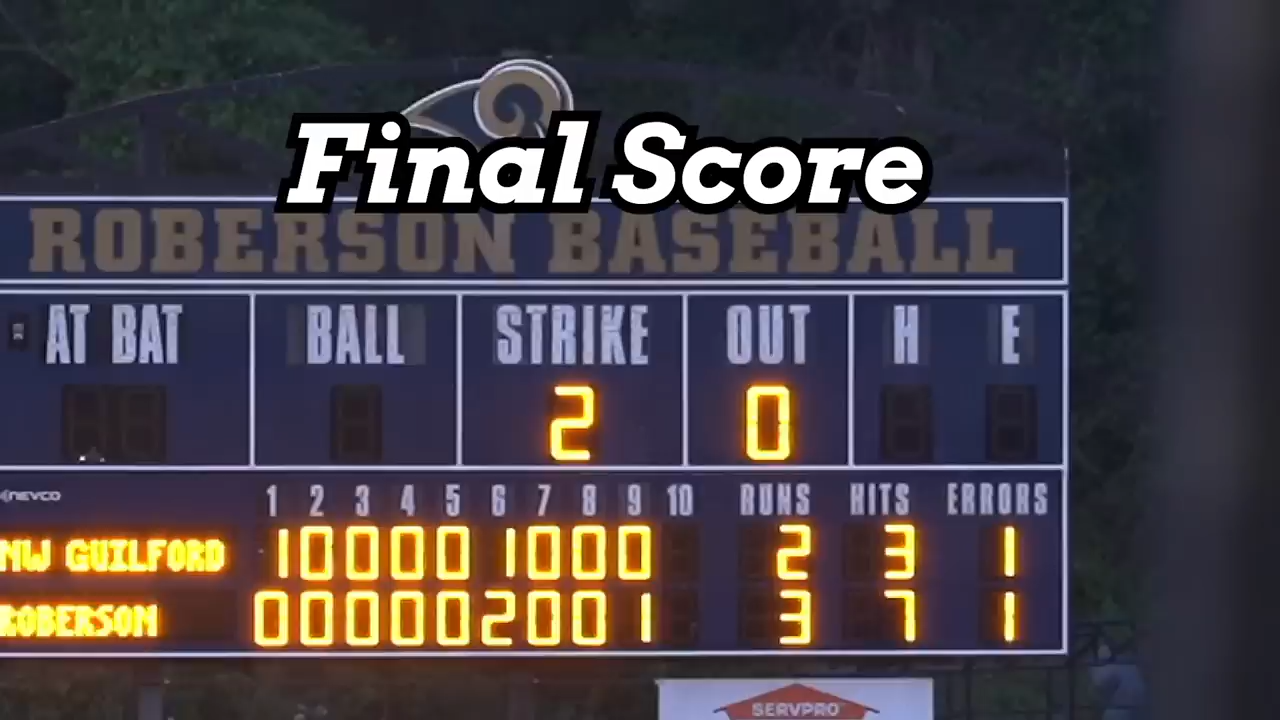 Final Score
ROBERSON BASEBALL
AT BAT BALL STRIKE OUT H E
2 0
NEVCO 1 2 3 4 5 6 7 8 9 10 RUNS HITS ERRORS
NW GUILFORD 1 0 0 0 0 1 0 0 0 2 3 1
ROBERSON 0 0 0 0 0 2 0 0 1 3 7 1
SERVPRO